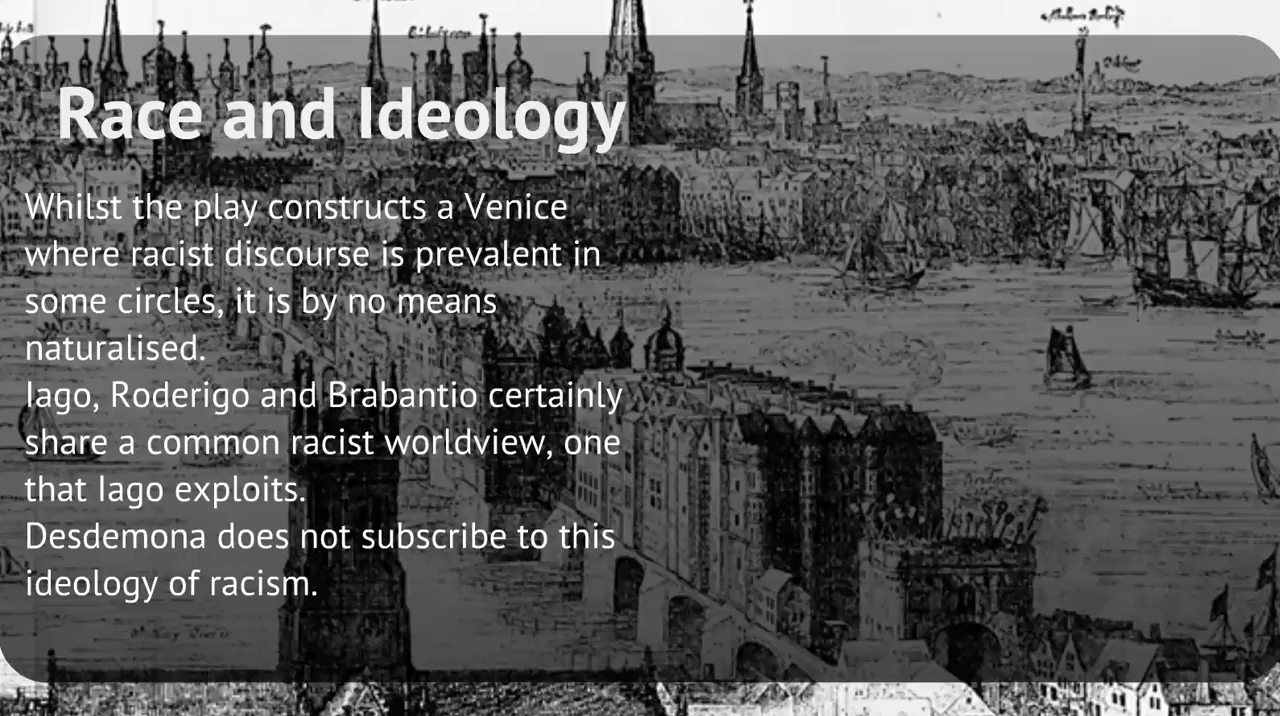 Race and Ideology
Whilst the play constructs a Venice
where racist discourse is prevalent in
some circles, it is by no means
naturalised.
Iago, Roderigo and Brabantio certainly
share a common racist worldview, one
that Iago exploits.
Desdemona does not subscribe to this
ideology of racism.